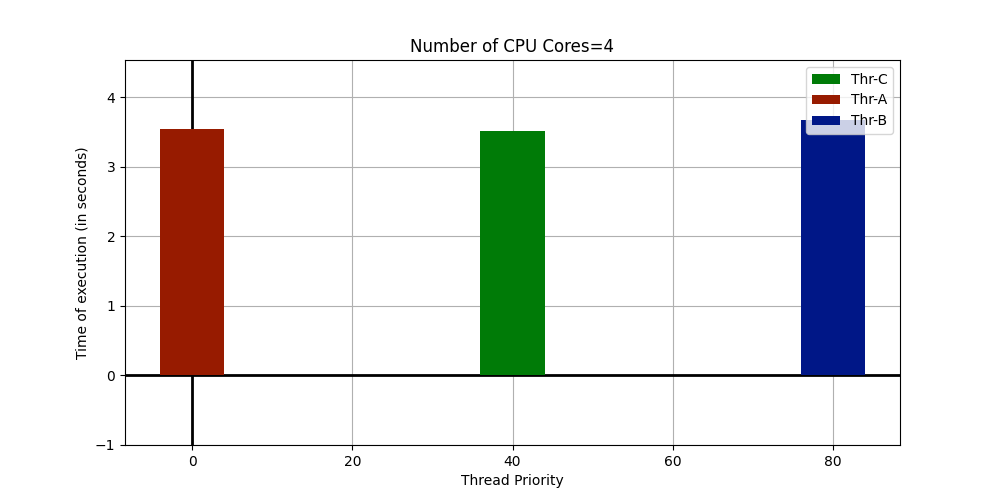 Number of CPU Cores=4
Thr-C
Thr-A
Thr-B
4
3
2
1
0
−1
Time of execution (in seconds)
0 20 40 60 80
Thread Priority